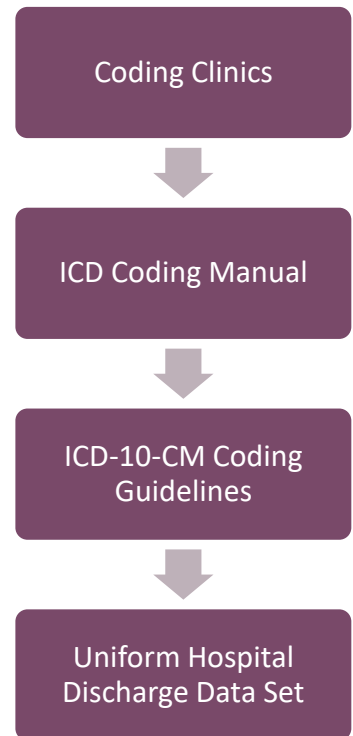 Coding Clinics
ICD Coding Manual
ICD-10-CM Coding
Guidelines
Uniform Hospital
Discharge Data Set